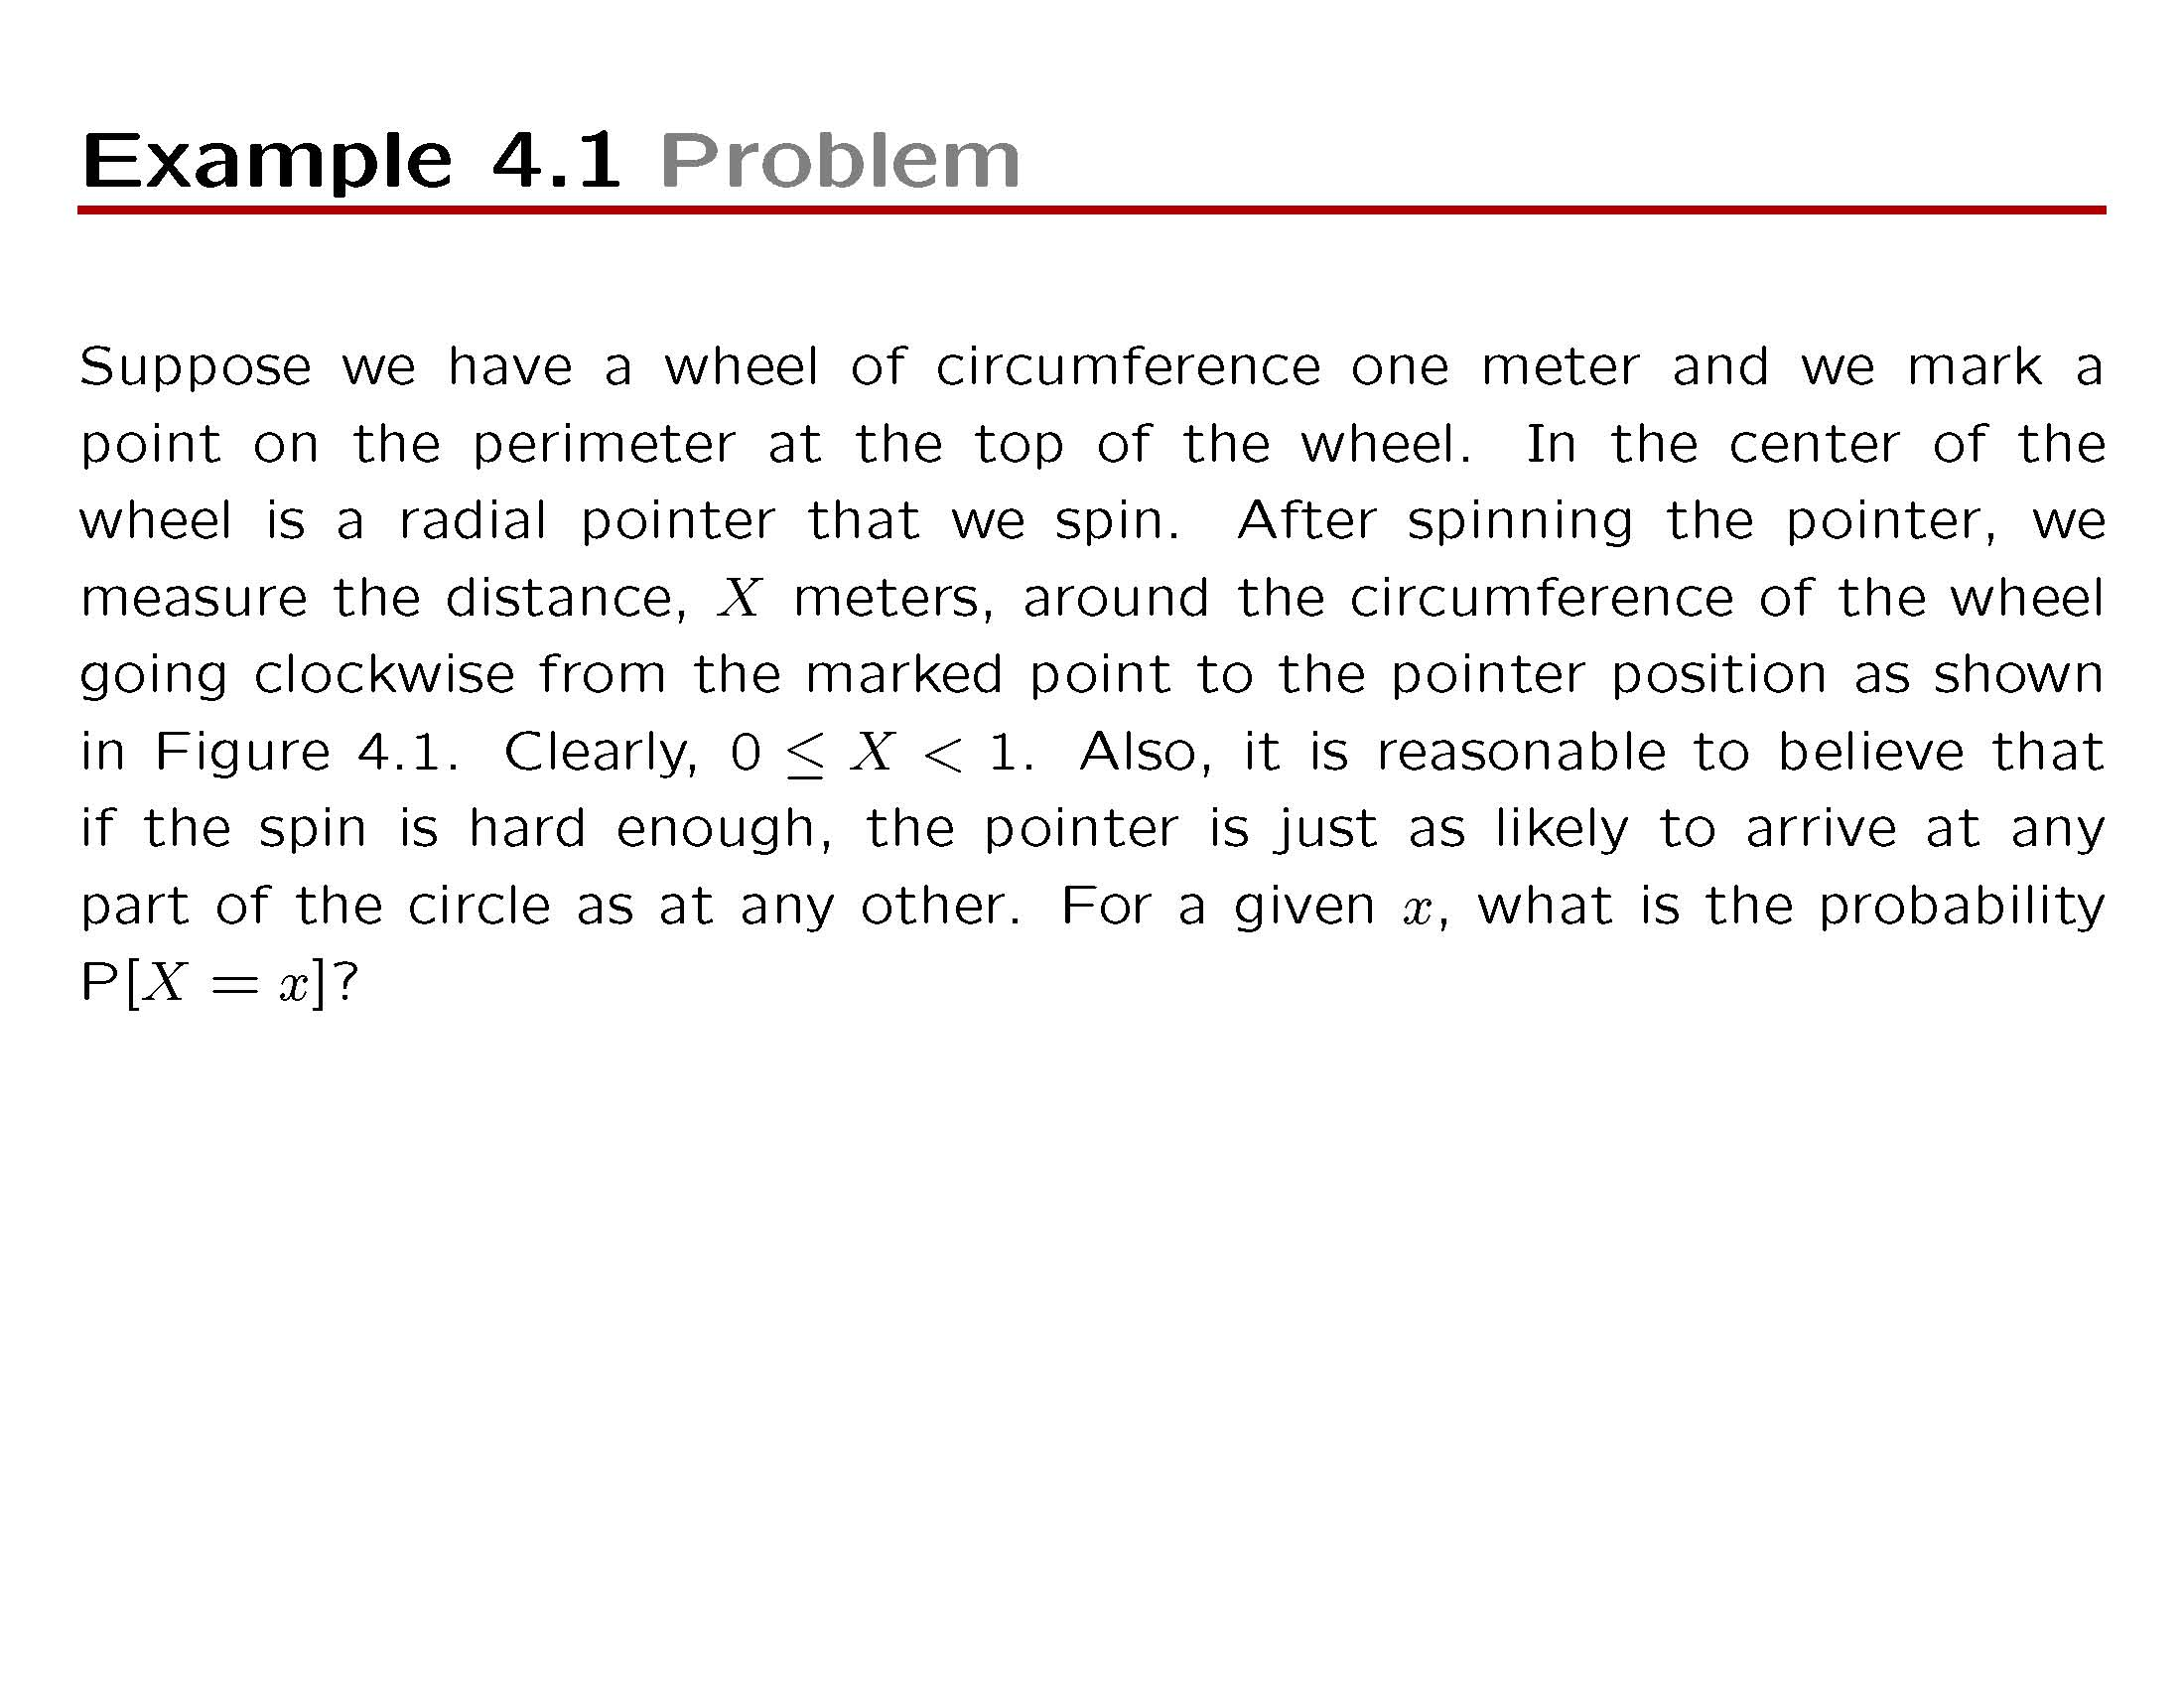 Example 4.1 Problem
Suppose we have a wheel of circumference one meter and we mark a
point on the perimeter at the top of the wheel. In the center of the
wheel is a radial pointer that we spin. After spinning the pointer, we
measure the distance, X meters, around the circumference of the wheel
going clockwise from the marked point to the pointer position as shown
in Figure 4.1. Clearly, 0 ≤ X < 1. Also, it is reasonable to believe that
if the spin is hard enough, the pointer is just as likely to arrive at any
part of the circle as at any other. For a given x, what is the probability
P[X = x]?